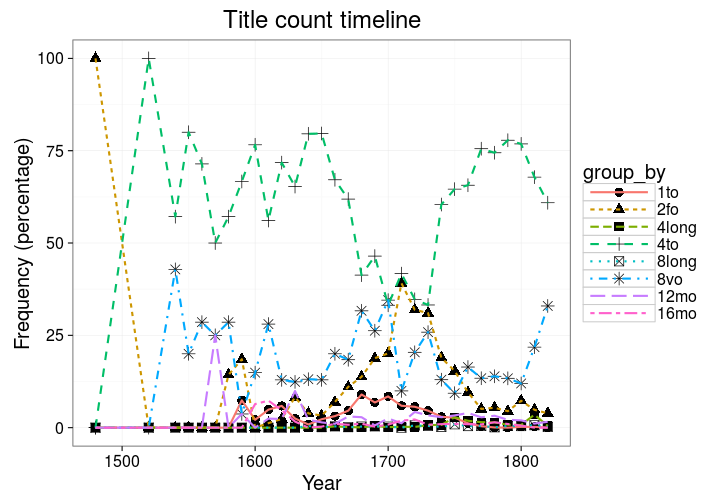 Title count timeline
Frequency (percentage)
100
75
50
25
0
1500
1600
1700
1800
Year
group_by
1to
2fo
4long
4to
8long
8vo
12mo
16mo